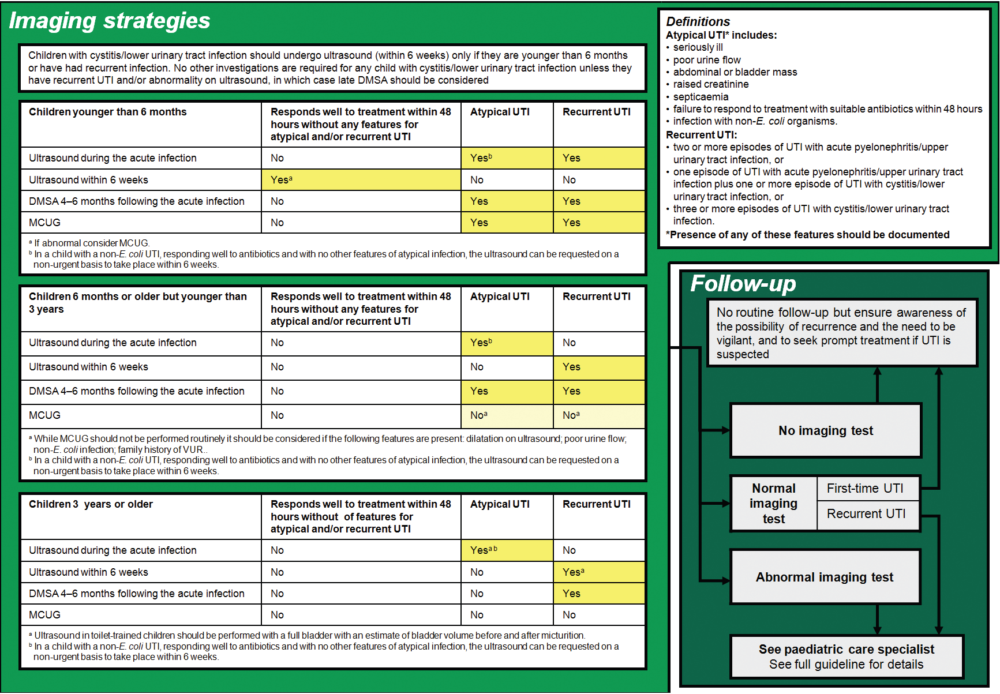 Imaging strategies
Children with cystitis/lower urinary tract infection should undergo ultrasound (within 6 weeks) only if they are younger than 6 months
or have had recurrent infection. No other investigations are required for any child with cystitis/lower urinary tract infection unless they
have recurrent UTI and/or abnormality on ultrasound, in which case late DMSA should be considered
Children younger than 6 months
Responds well to treatment within 48
hours without any features for
atypical and/or recurrent UTI
Atypical UTI
Recurrent UTI
Ultrasound during the acute infection
No
Yesᵇ
Yes
Ultrasound within 6 weeks
Yesᵃ
No
No
DMSA 4–6 months following the acute infection
No
Yes
Yes
MCUG
No
Yes
Yes
ᵃ If abnormal consider MCUG.
ᵇ In a child with a non-E. coli UTI, responding well to antibiotics and with no other features of atypical infection, the ultrasound can be requested on a
non-urgent basis to take place within 6 weeks.
Children 6 months or older but younger than
3 years
Responds well to treatment within 48
hours without any features for
atypical and/or recurrent UTI
Atypical UTI
Recurrent UTI
Ultrasound during the acute infection
No
Yesᵇ
No
Ultrasound within 6 weeks
No
No
Yes
DMSA 4–6 months following the acute infection
No
Yes
Yes
MCUG
No
Noᵃ
Noᵃ
ᵃ While MCUG should not be performed routinely it should be considered if the following features are present: dilatation on ultrasound; poor urine flow;
non-E. coli infection; family history of VUR..
ᵇ In a child with a non-E. coli UTI, responding well to antibiotics and with no other features of atypical infection, the ultrasound can be requested on a
non-urgent basis to take place within 6 weeks.
Children 3 years or older
Responds well to treatment within 48
hours without of features for
atypical and/or recurrent UTI
Atypical UTI
Recurrent UTI
Ultrasound during the acute infection
No
Yesᵃ ᵇ
No
Ultrasound within 6 weeks
No
No
Yesᵃ
DMSA 4–6 months following the acute infection
No
No
Yes
MCUG
No
No
No
ᵃ Ultrasound in toilet-trained children should be performed with a full bladder with an estimate of bladder volume before and after micturition.
ᵇ In a child with a non-E. coli UTI, responding well to antibiotics and with no other features of atypical infection, the ultrasound can be requested on a
non-urgent basis to take place within 6 weeks.
Definitions
Atypical UTI* includes:
• seriously ill
• poor urine flow
• abdominal or bladder mass
• raised creatinine
• septicaemia
• failure to respond to treatment with suitable antibiotics within 48 hours
• infection with non-E. coli organisms.
Recurrent UTI:
• two or more episodes of UTI with acute pyelonephritis/upper
urinary tract infection, or
• one episode of UTI with acute pyelonephritis/upper urinary tract
infection plus one or more episode of UTI with cystitis/lower
urinary tract infection, or
• three or more episodes of UTI with cystitis/lower urinary tract
infection.
*Presence of any of these features should be documented
Follow-up
No routine follow-up but ensure awareness of
the possibility of recurrence and the need to be
vigilant, and to seek prompt treatment if UTI is
suspected
No imaging test
Normal
imaging
test
First-time UTI
Recurrent UTI
Abnormal imaging test
See paediatric care specialist
See full guideline for details